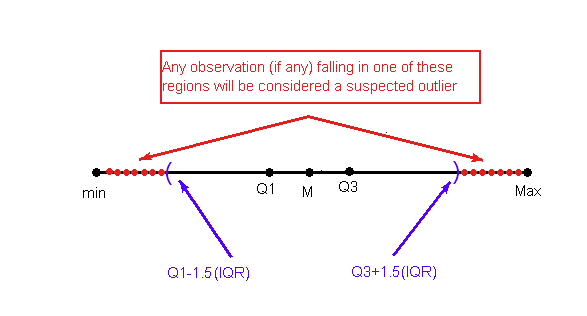 Any observation (if any) falling in one of these
regions will be considered a suspected outlier
min
Q1
M
Q3
Max
Q1-1.5(IQR)
Q3+1.5(IQR)